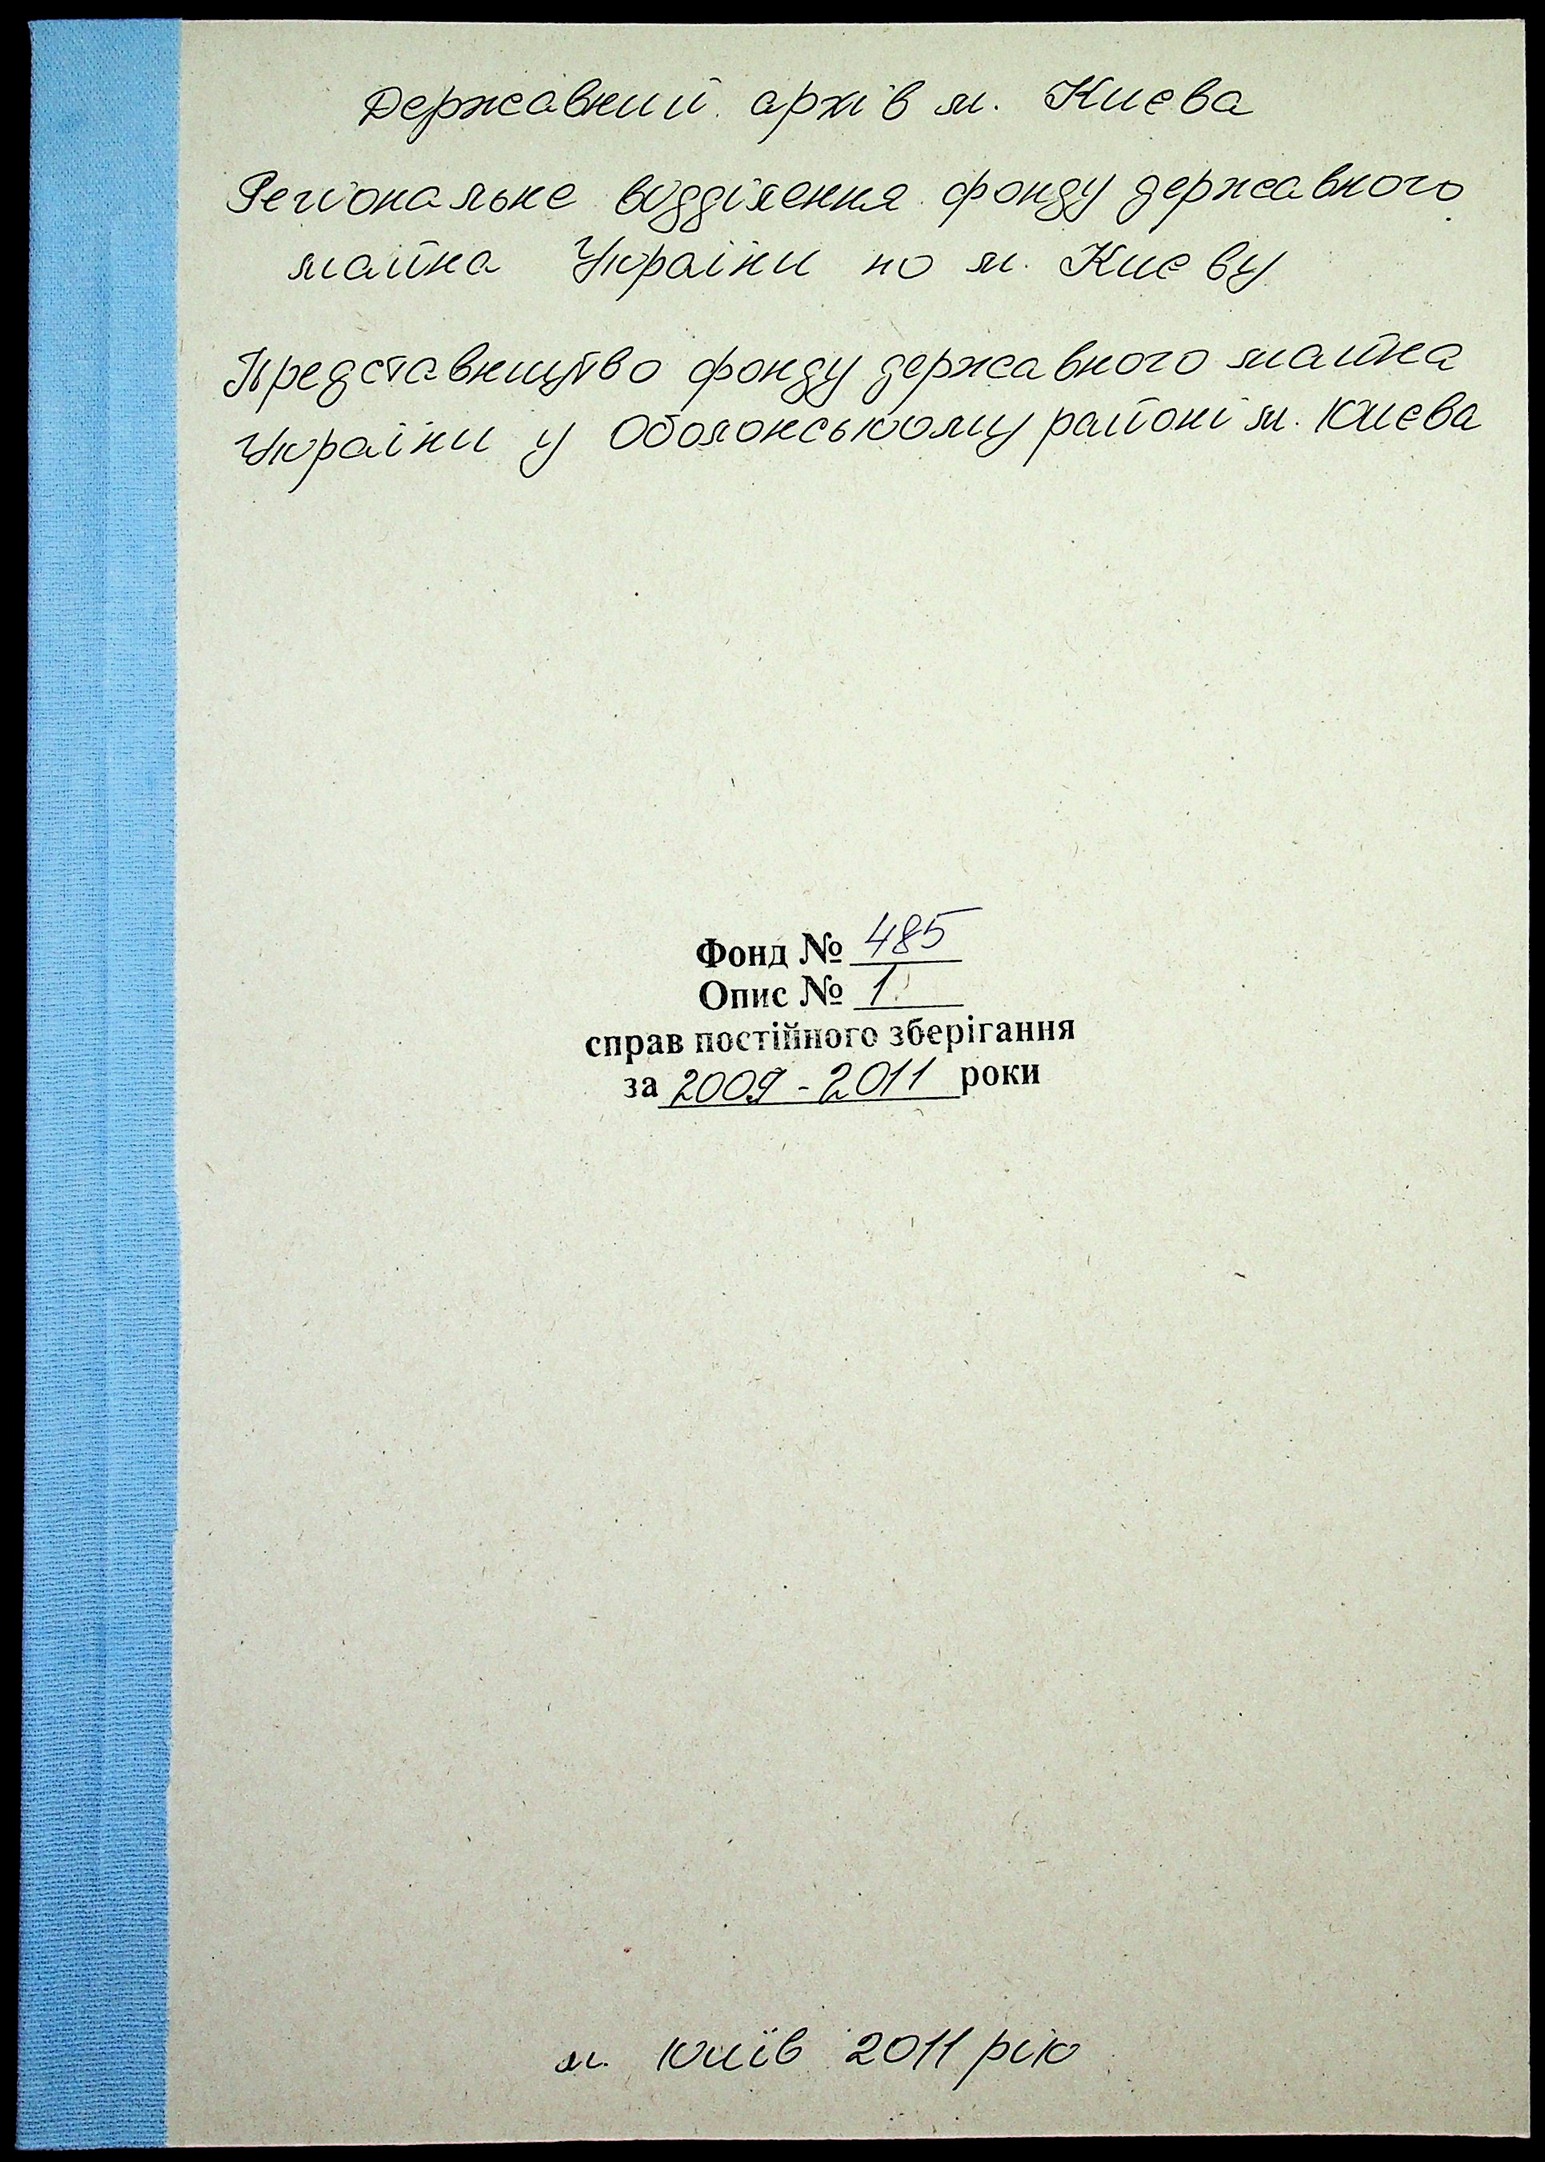 Державний архів м. Києва
Регіональне відділення фонду державного
майна України по м. Києву
Представництво фонду державного майна
України у Оболонському районі м. Києва
Фонд № 485
Опис № 1
справ постійного зберігання
за 2009 - 2011 роки
м. Київ 2011 рік